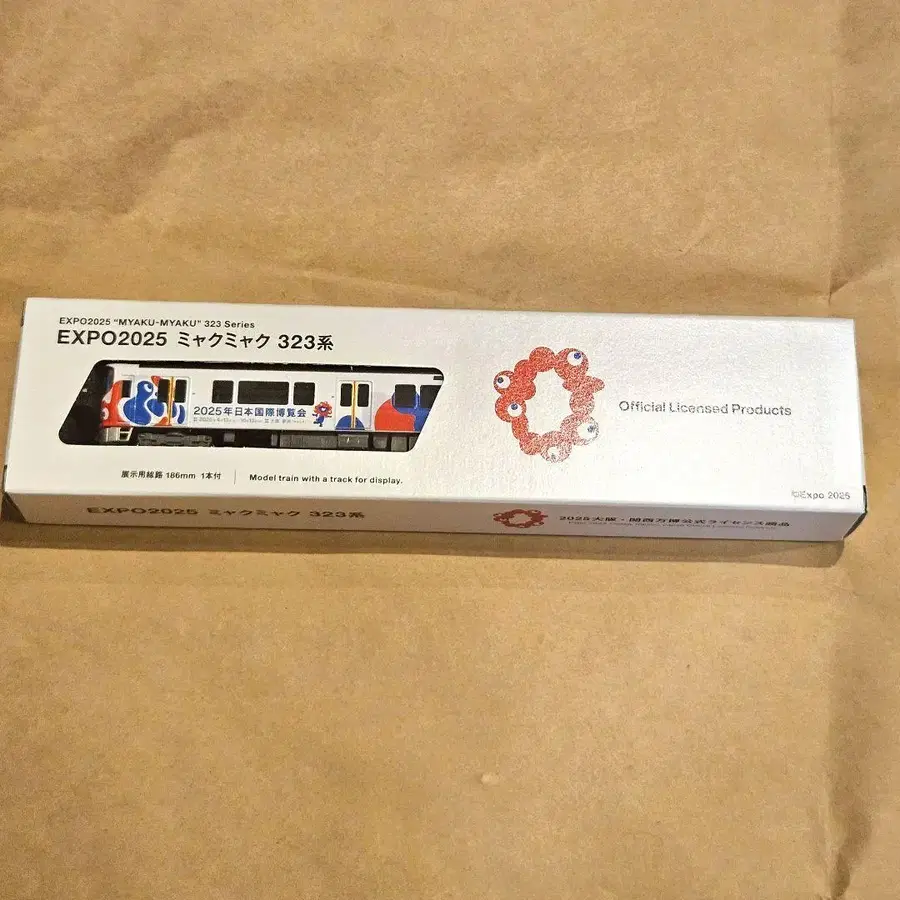 EXPO2025 "MYAKU-MYAKU" 323 Series
EXPO2025 ミャクミャク 323系
2025年日本国際博覧会
展示用線路 186mm 1本付
Model train with a track for display.
Official Licensed Products
©Expo 2025
EXPO2025 ミャクミャク 323系
2025大阪・関西万博公式ライセンス商品